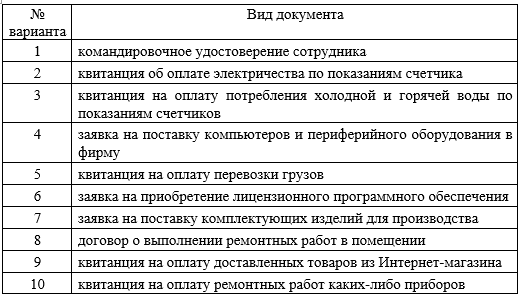 № варианта Вид документа
1 командировочное удостоверение сотрудника
2 квитанция об оплате электричества по показаниям счетчика
3 квитанция на оплату потребления холодной и горячей воды по
показаниям счетчиков
4 заявка на поставку компьютеров и периферийного оборудования в
фирму
5 квитанция на оплату перевозки грузов
6 заявка на приобретение лицензионного программного обеспечения
7 заявка на поставку комплектующих изделий для производства
8 договор о выполнении ремонтных работ в помещении
9 квитанция на оплату доставленных товаров из Интернет-магазина
10 квитанция на оплату ремонтных работ каких-либо приборов